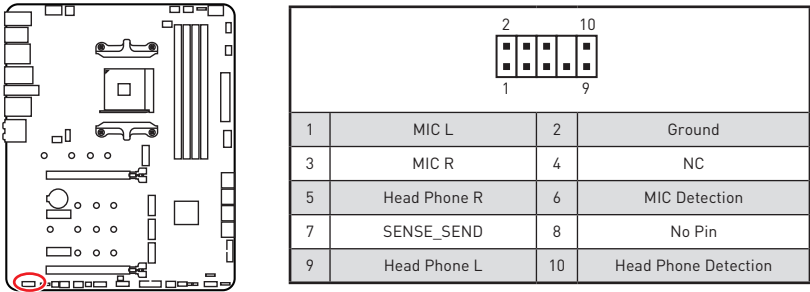 2 10
1 9
1 MIC L 2 Ground
3 MIC R 4 NC
5 Head Phone R 6 MIC Detection
7 SENSE_SEND 8 No Pin
9 Head Phone L 10 Head Phone Detection